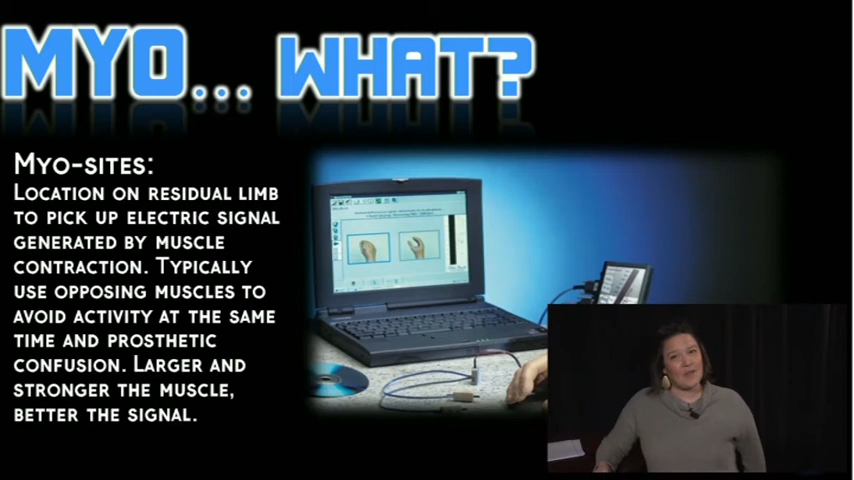 MYO... WHAT?
MYO-SITES:
LOCATION ON RESIDUAL LIMB
TO PICK UP ELECTRIC SIGNAL
GENERATED BY MUSCLE
CONTRACTION. TYPICALLY
USE OPPOSING MUSCLES TO
AVOID ACTIVITY AT THE SAME
TIME AND PROSTHETIC
CONFUSION. LARGER AND
STRONGER THE MUSCLE,
BETTER THE SIGNAL.